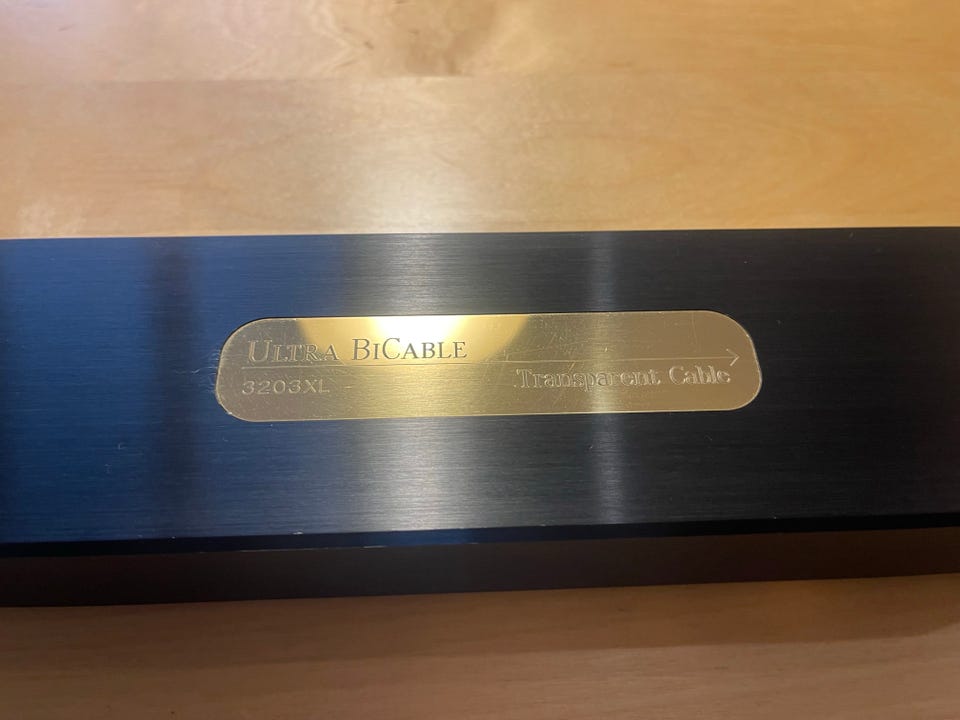 ULTRA BICABLE
3203XL
Transparent Cable